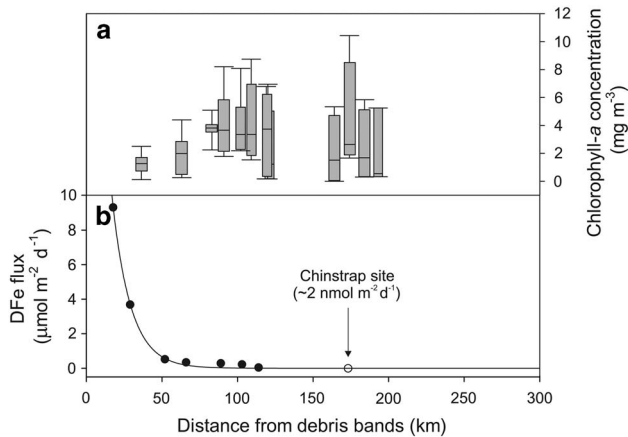 a
12
10
8
6
4
2
0
Chlorophyll-a concentration
(mg m-3)
b
10
8
6
4
2
0
DFe flux
(μmol m-2 d-1)
Chinstrap site
(~2 nmol m-2 d-1)
0 50 100 150 200 250 300
Distance from debris bands (km)